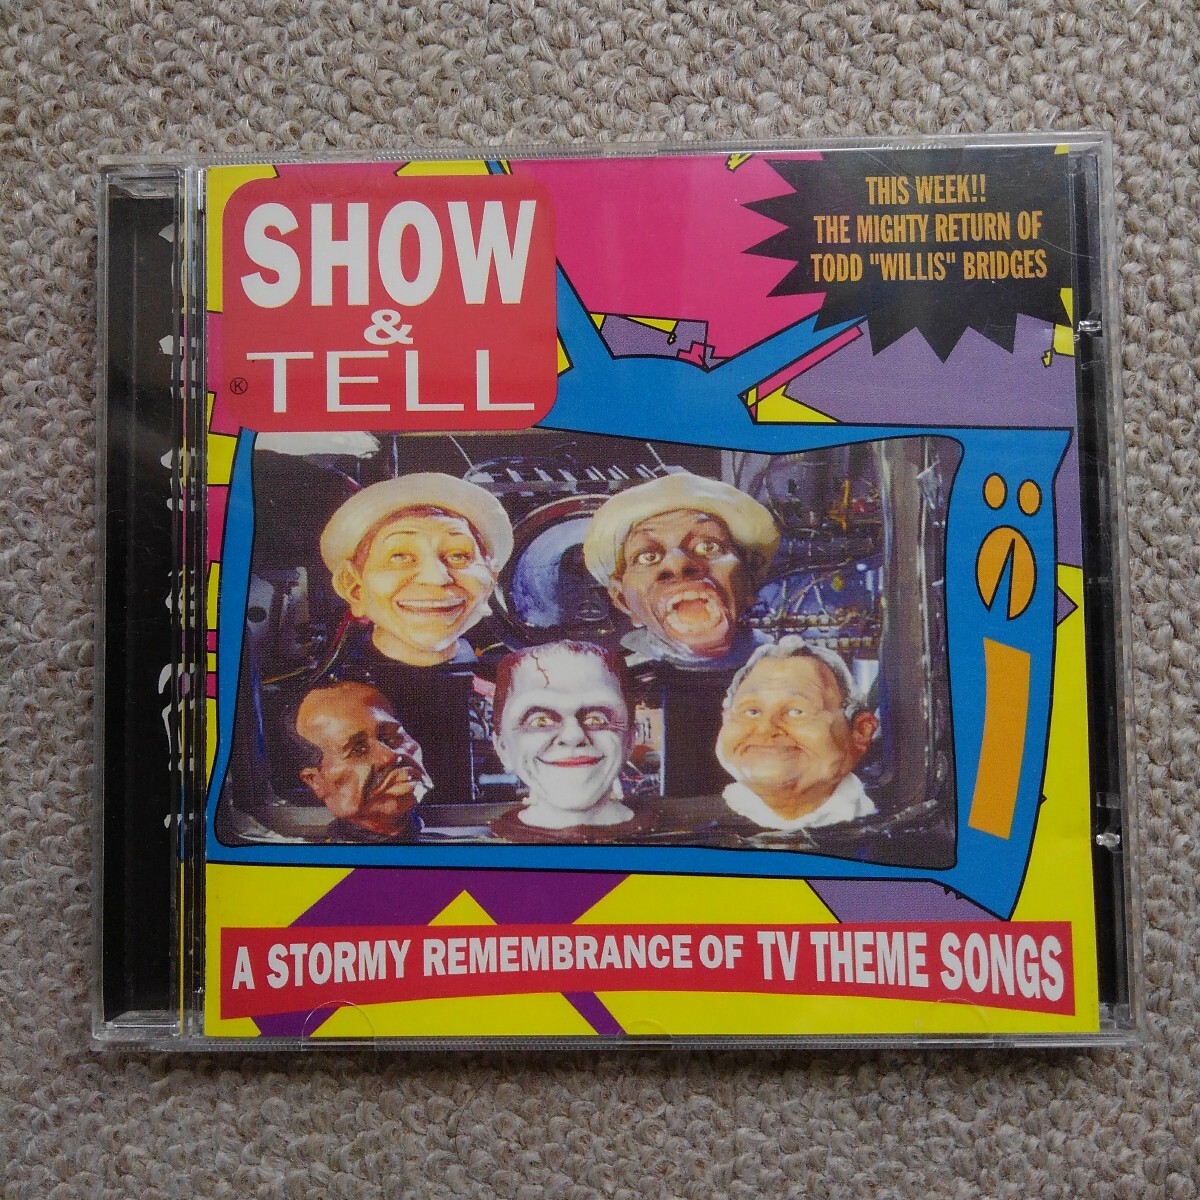 SHOW
&
TELL
Ⓚ
THIS WEEK!!
THE MIGHTY RETURN OF
TODD "WILLIS" BRIDGES
A STORMY REMEMBRANCE OF TV THEME SONGS